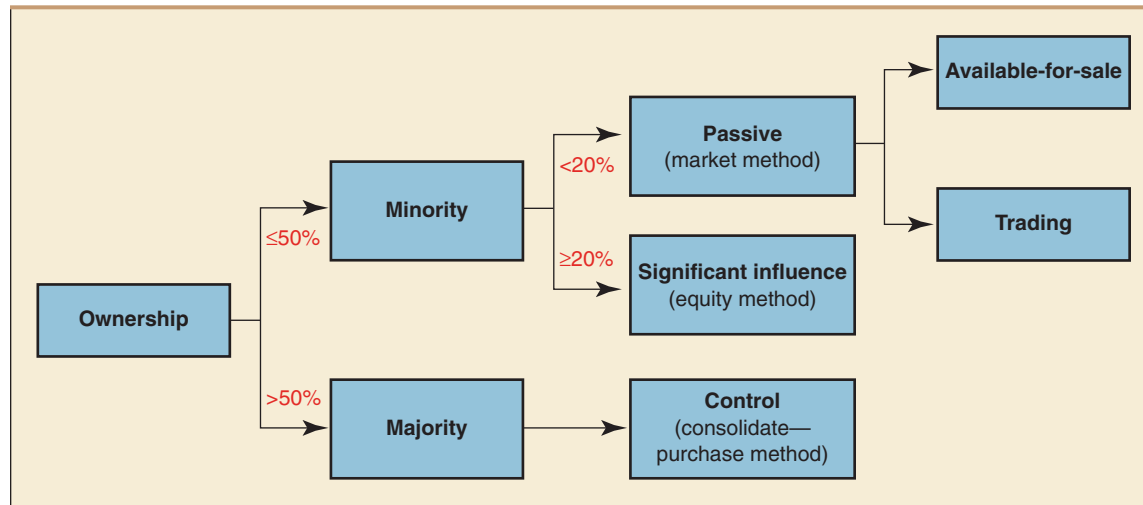 Ownership
≤50%
>50%
Minority
Majority
<20%
≥20%
Passive
(market method)
Significant influence
(equity method)
Control
(consolidate—
purchase method)
Available-for-sale
Trading